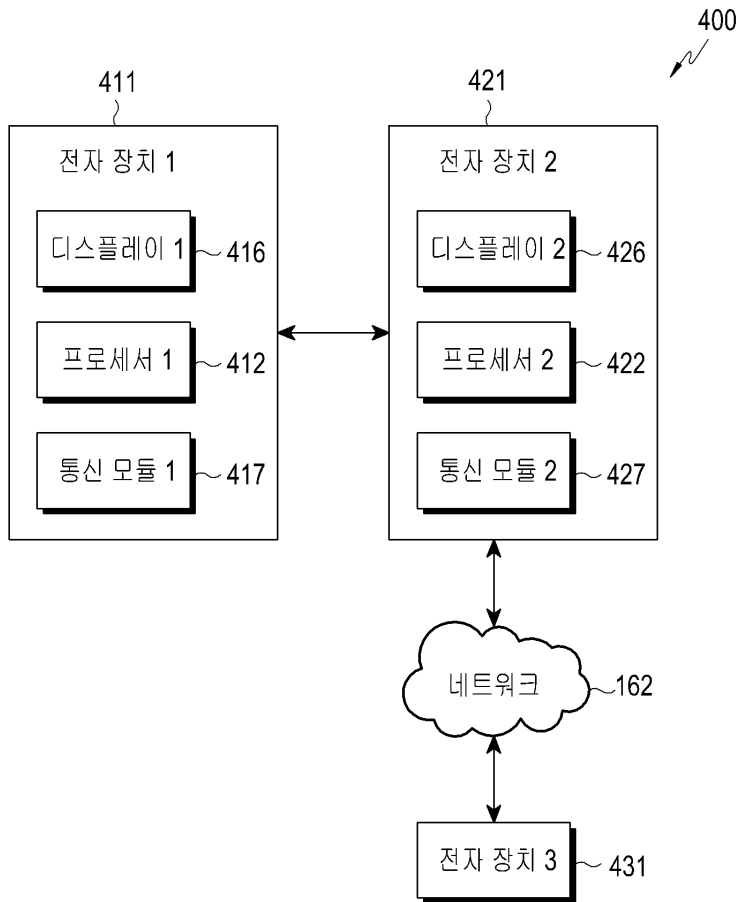 400
411
421
전자 장치 1
전자 장치 2
디스플레이 1
416
디스플레이 2
426
프로세서 1
412
프로세서 2
422
통신 모듈 1
417
통신 모듈 2
427
네트워크
162
전자 장치 3
431